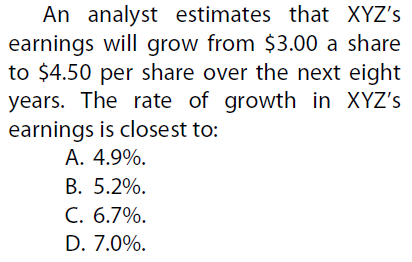 An analyst estimates that XYZ's
earnings will grow from $3.00 a share
to $4.50 per share over the next eight
years. The rate of growth in XYZ's
earnings is closest to:
A. 4.9%.
B. 5.2%.
C. 6.7%.
D. 7.0%.